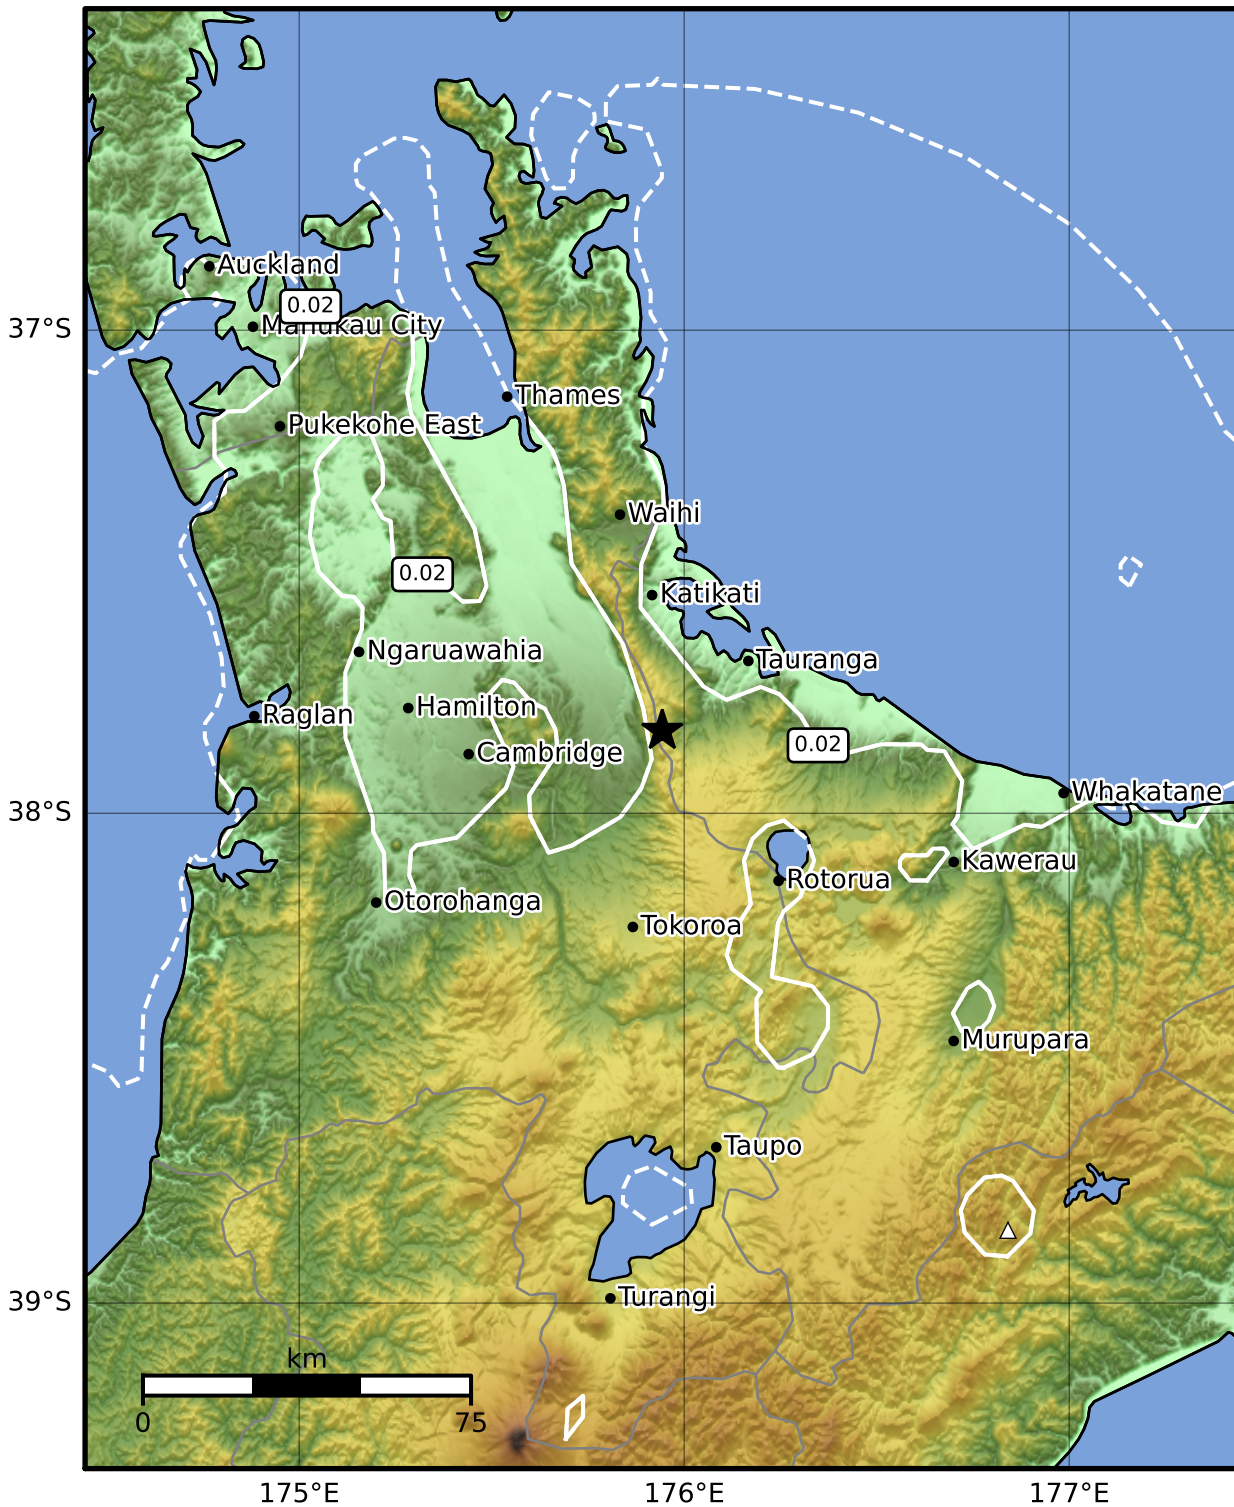 Auckland
0.02
Manukau City
37°S
Thames
Pukekohe East
Waihi
0.02
Katikati
Ngaruawahia
Tauranga
Hamilton
Raglan
0.02
Cambridge
Whakatane
38°S
Kawerau
Rotorua
Otorohanga
Tokoroa
Murupara
Taupo
Turangi
39°S
km
0
75
175°E
176°E
177°E